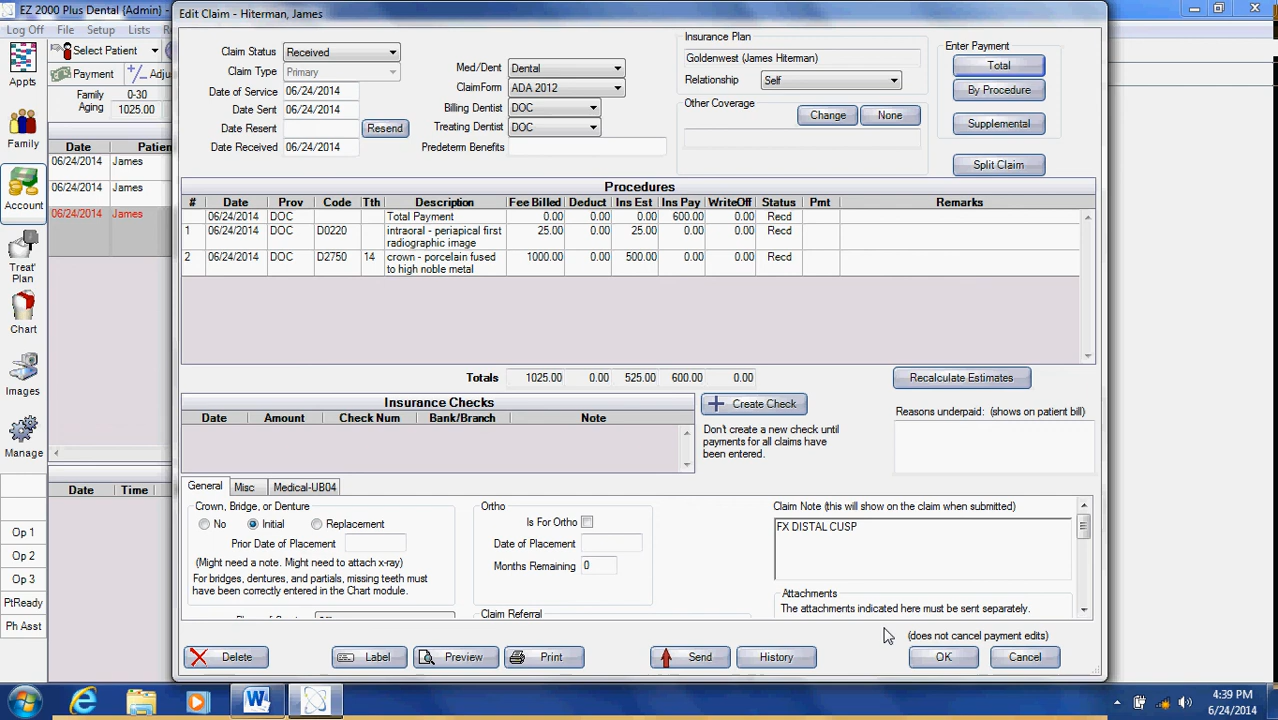 EZ 2000 Plus Dental {Admin} -
Log Off File Setup Lists
Select Patient
Payment Adju
Family 0-30
Aging 1025.00
Date Patien
06/24/2014 James
06/24/2014 James
06/24/2014 James
Date Time
Appts
Family
Account
Treat'
Plan
Chart
Images
Manage
Op 1
Op 2
Op 3
PtReady
Ph Asst
Edit Claim - Hiterman, James
Claim Status Received
Claim Type Primary
Date of Service 06/24/2014
Date Sent 06/24/2014
Date Resent Resend
Date Received 06/24/2014
Med/Dent Dental
ClaimForm ADA 2012
Billing Dentist DOC
Treating Dentist DOC
Predeterm Benefits
Insurance Plan
Goldenwest (James Hiterman)
Relationship Self
Other Coverage Change None
Enter Payment
Total
By Procedure
Supplemental
Split Claim
Procedures
# Date Prov Code Tth Description Fee Billed Deduct Ins Est Ins Pay WriteOff Status Pmt Remarks
06/24/2014 DOC Total Payment 0.00 0.00 0.00 600.00 0.00 Recd
1 06/24/2014 DOC D0220 intraoral - periapical first 25.00 0.00 25.00 0.00 0.00 Recd
radiographic image
2 06/24/2014 DOC D2750 14 crown - porcelain fused 1000.00 0.00 500.00 0.00 0.00 Recd
to high noble metal
Totals 1025.00 0.00 525.00 600.00 0.00
Recalculate Estimates
Insurance Checks
Date Amount Check Num Bank/Branch Note
Create Check
Don't create a new check until
payments for all claims have
been entered.
Reasons underpaid: (shows on patient bill)
General Misc Medical-UB04
Crown, Bridge, or Denture
No Initial Replacement
Prior Date of Placement
(Might need a note. Might need to attach x-ray)
For bridges, dentures, and partials, missing teeth must
have been correctly entered in the Chart module.
Ortho
Is For Ortho
Date of Placement
Months Remaining 0
Claim Referral
Claim Note (this will show on the claim when submitted)
FX DISTAL CUSP
Attachments
The attachments indicated here must be sent separately.
(does not cancel payment edits)
Delete Label Preview Print Send History OK Cancel
4:39 PM
6/24/2014